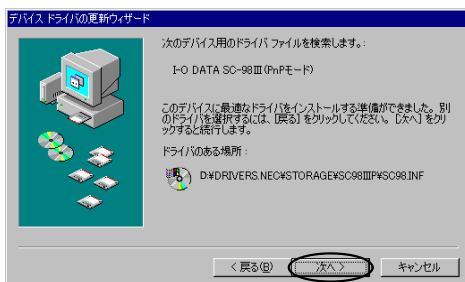 デバイス ドライバの更新ウィザード
次のデバイス用のドライバ ファイルを検索します。:
I-O DATA SC-98Ⅲ(PnPモード)
このデバイスに最適なドライバをインストールする準備ができました。別
のドライバを選択するには、[戻る] をクリックしてください。[次へ] をクリ
ックすると続行します。
ドライバのある場所:
D:¥DRIVERS.NEC¥STORAGE¥SC98ⅢP¥SC98.INF
< 戻る(B)
次へ >
キャンセル